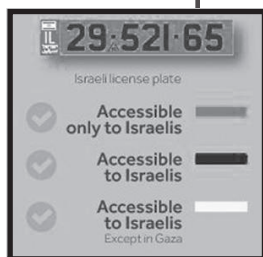 IL
29·521·65
Israeli license plate
Accessible
only to Israelis
Accessible
to Israelis
Accessible
to Israelis
Except in Gaza